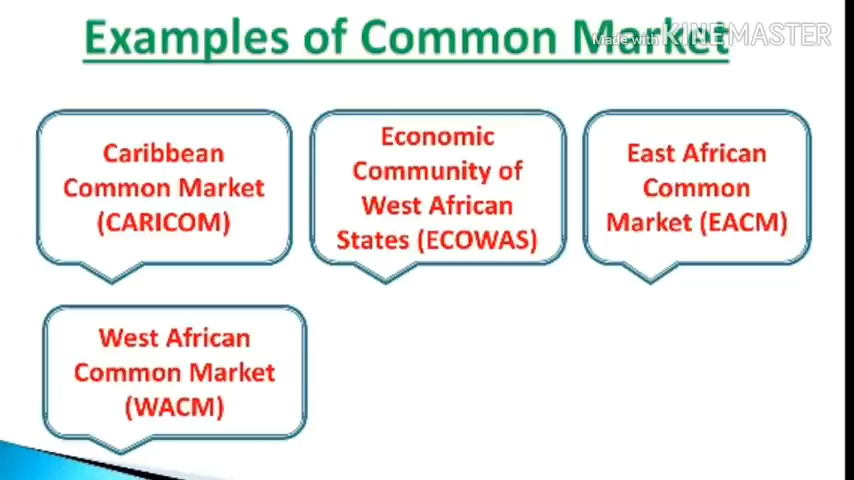 Examples of Common Market
Made with KINEMASTER
Caribbean
Common Market
(CARICOM)
Economic
Community of
West African
States (ECOWAS)
East African
Common
Market (EACM)
West African
Common Market
(WACM)